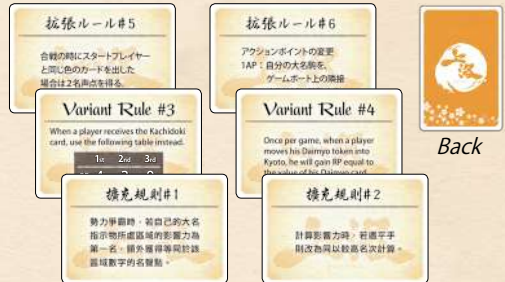 拡張ルール#5
合戦の時にスタートプレイヤー
と同じ色のカードを出した
場合は2名声点を得る。
拡張ルール#6
アクションポイントの変更
1AP：自分の大名駒を、
ゲームボート上の隣接
Back
Variant Rule #3
When a player receives the Kachidoki
card, use the following table instead.
1st 2nd 3rd
Variant Rule #4
Once per game, when a player
moves his Daimyo token into
Kyoto, he will gain RP equal to
the value of his Daimyo card
擴充規則#1
勢力爭霸時，若自己的大名
指示物所處區域的影響力為
第一名，額外獲得等同於該
區域數字的名聲點。
擴充規則#2
計算影響力時，若遇平手
則改為同以較高名次計算。